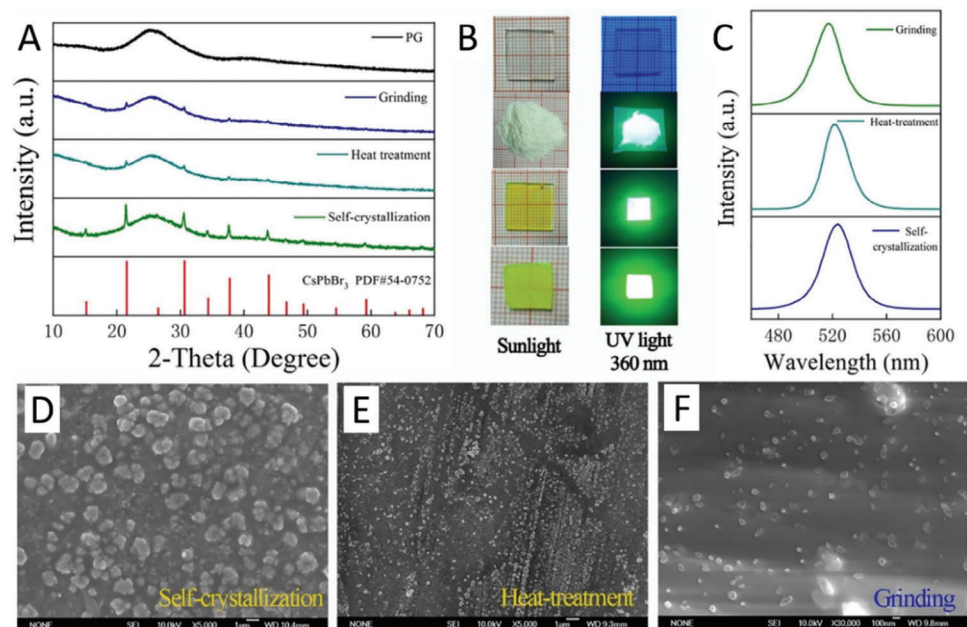 A
PG
Grinding
Heat treatment
Self-crystallization
CsPbBr₃ PDF#54-0752
Intensity (a.u.)
10 20 30 40 50 60 70
2-Theta (Degree)
B
Sunlight
UV light
360 nm
C
Grinding
Heat-treatment
Self-
crystallization
Intensity (a.u.)
480 520 560 600
Wavelength (nm)
D
Self-crystallization
NONE SEI 10.0kV X5,000 1μm WD 10.4mm
E
Heat-treatment
NONE SEI 10.0kV X5,000 1μm WD 9.3mm
F
Grinding
NONE SEI 10.0kV X30,000 100nm WD 9.8mm